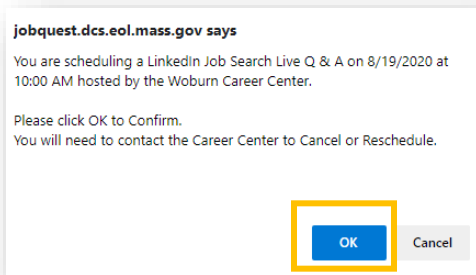 jobquest.dcs.eol.mass.gov says
You are scheduling a LinkedIn Job Search Live Q & A on 8/19/2020 at
10:00 AM hosted by the Woburn Career Center.
Please click OK to Confirm.
You will need to contact the Career Center to Cancel or Reschedule.
OK Cancel